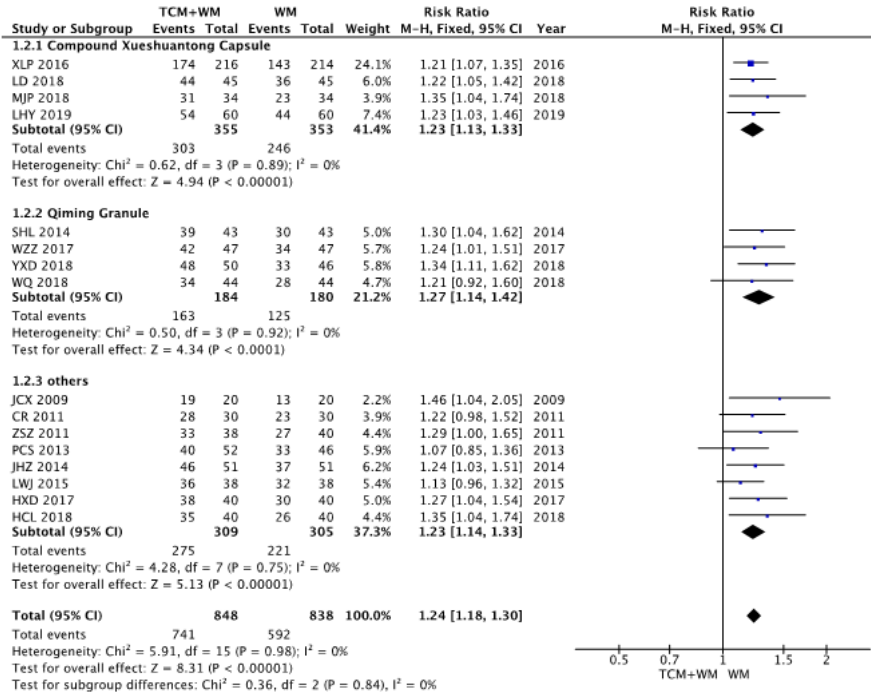 TCM+WM WM Risk Ratio Risk Ratio
Study or Subgroup Events Total Events Total Weight M-H, Fixed, 95% CI Year M-H, Fixed, 95% CI
1.2.1 Compound Xueshuantong Capsule
XLP 2016 174 216 143 214 24.1% 1.21 [1.07, 1.35] 2016
LD 2018 44 45 36 45 6.0% 1.22 [1.05, 1.42] 2018
MJP 2018 31 34 23 34 3.9% 1.35 [1.04, 1.74] 2018
LHY 2019 54 60 44 60 7.4% 1.23 [1.03, 1.46] 2019
Subtotal (95% CI) 355 353 41.4% 1.23 [1.13, 1.33]
Total events 303 246
Heterogeneity: Chi² = 0.62, df = 3 (P = 0.89); I² = 0%
Test for overall effect: Z = 4.94 (P < 0.00001)
1.2.2 Qiming Granule
SHL 2014 39 43 30 43 5.0% 1.30 [1.04, 1.62] 2014
WZZ 2017 42 47 34 47 5.7% 1.24 [1.01, 1.51] 2017
YXD 2018 48 50 33 46 5.8% 1.34 [1.11, 1.62] 2018
WQ 2018 34 44 28 44 4.7% 1.21 [0.92, 1.60] 2018
Subtotal (95% CI) 184 180 21.2% 1.27 [1.14, 1.42]
Total events 163 125
Heterogeneity: Chi² = 0.50, df = 3 (P = 0.92); I² = 0%
Test for overall effect: Z = 4.34 (P < 0.0001)
1.2.3 others
JCX 2009 19 20 13 20 2.2% 1.46 [1.04, 2.05] 2009
CR 2011 28 30 23 30 3.9% 1.22 [0.98, 1.52] 2011
ZSZ 2011 33 38 27 40 4.4% 1.29 [1.00, 1.65] 2011
PCS 2013 40 52 33 46 5.9% 1.07 [0.85, 1.36] 2013
JHZ 2014 46 51 37 51 6.2% 1.24 [1.03, 1.51] 2014
LWJ 2015 36 38 32 38 5.4% 1.13 [0.96, 1.32] 2015
HXD 2017 38 40 30 40 5.0% 1.27 [1.04, 1.54] 2017
HCL 2018 35 40 26 40 4.4% 1.35 [1.04, 1.74] 2018
Subtotal (95% CI) 309 305 37.3% 1.23 [1.14, 1.33]
Total events 275 221
Heterogeneity: Chi² = 4.28, df = 7 (P = 0.75); I² = 0%
Test for overall effect: Z = 5.13 (P < 0.00001)
Total (95% CI) 848 838 100.0% 1.24 [1.18, 1.30]
Total events 741 592
Heterogeneity: Chi² = 5.91, df = 15 (P = 0.98); I² = 0%
Test for overall effect: Z = 8.31 (P < 0.00001)
Test for subgroup differences: Chi² = 0.36, df = 2 (P = 0.84), I² = 0%
0.5 0.7 1 1.5 2
TCM+WM WM